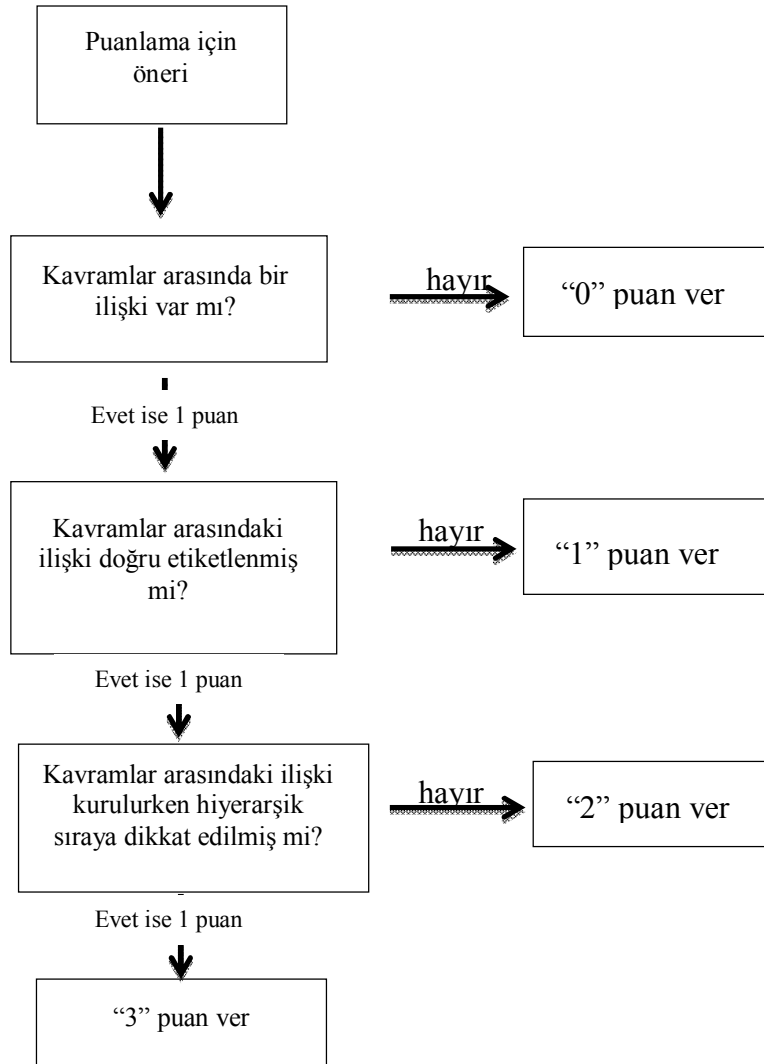 Puanlama için
öneri
Kavramlar arasında bir
ilişki var mı?
hayır
“0” puan ver
Evet ise 1 puan
Kavramlar arasındaki
ilişki doğru etiketlenmiş
mi?
hayır
“1” puan ver
Evet ise 1 puan
Kavramlar arasındaki ilişki
kurulurken hiyerarşik
sıraya dikkat edilmiş mi?
hayır
“2” puan ver
Evet ise 1 puan
“3” puan ver